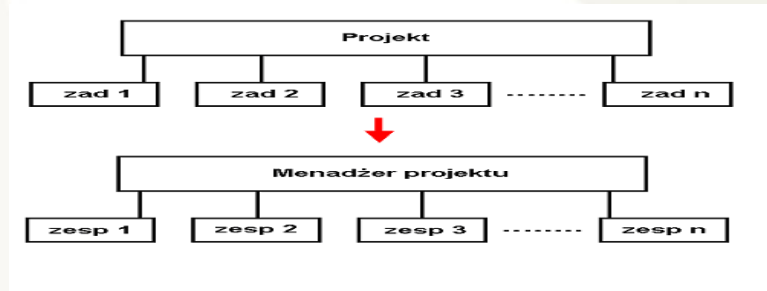 Projekt
zad 1 zad 2 zad 3 -------- zad n
Menadżer projektu
zesp 1 zesp 2 zesp 3 -------- zesp n